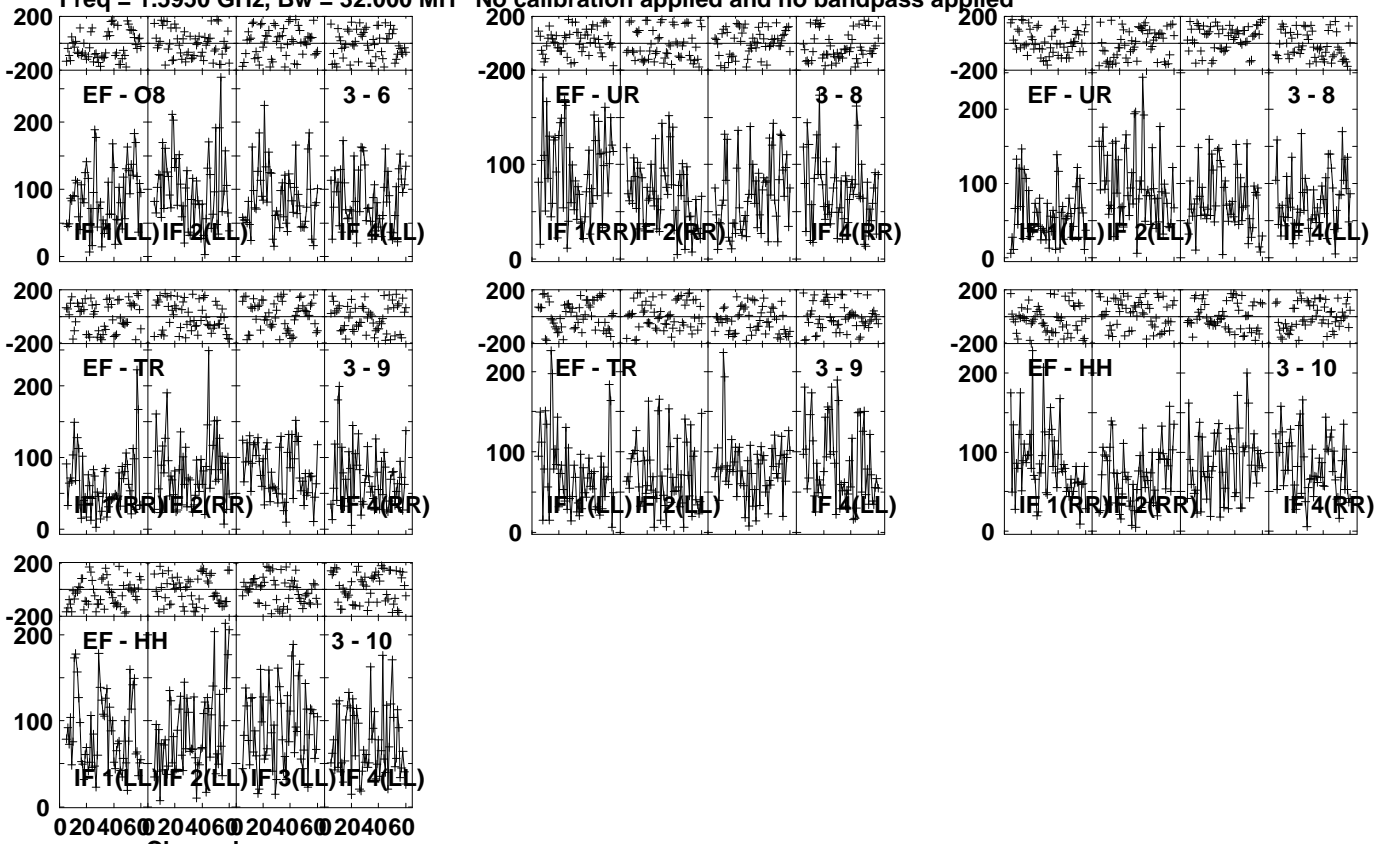 Freq = 1.5950 GHz, Bw = 32.000 MH No calibration applied and no bandpass applied
200 200 200
-200 -200 -200
EF - O8 3 - 6 EF - UR 3 - 8 EF - UR 3 - 8
200 200
100 100 100
IF 1(LL) IF 2(LL) IF 4(LL) IF 1(RR) IF 2(RR) IF 4(RR) IF 1(LL) IF 2(LL) IF 4(LL)
0 0 0
200 200 200
-200 -200 -200
EF - TR 3 - 9 EF - TR 3 - 9 EF - HH 3 - 10
200 200 200
100 100 100
IF 1(RR) IF 2(RR) IF 4(RR) IF 1(LL) IF 2(LL) IF 4(LL) IF 1(RR) IF 2(RR) IF 4(RR)
0 0 0
200
-200
200 EF - HH 3 - 10
100
IF 1(LL) IF 2(LL) IF 3(LL) IF 4(LL)
0
0 20 40 60 0 20 40 60 0 20 40 60 0 20 40 60